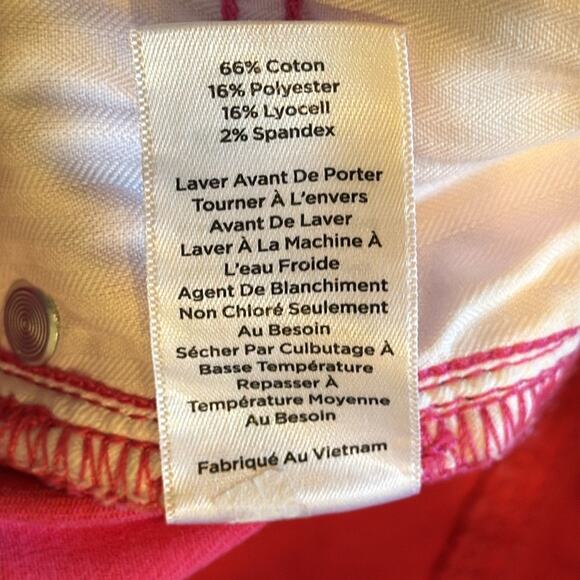 66% Coton
16% Polyester
16% Lyocell
2% Spandex
Laver Avant De Porter
Tourner À L'envers
Avant De Laver
Laver À La Machine À
L'eau Froide
Agent De Blanchiment
Non Chloré Seulement
Au Besoin
Sécher Par Culbutage À
Basse Température
Repasser À
Température Moyenne
Au Besoin
Fabriqué Au Vietnam